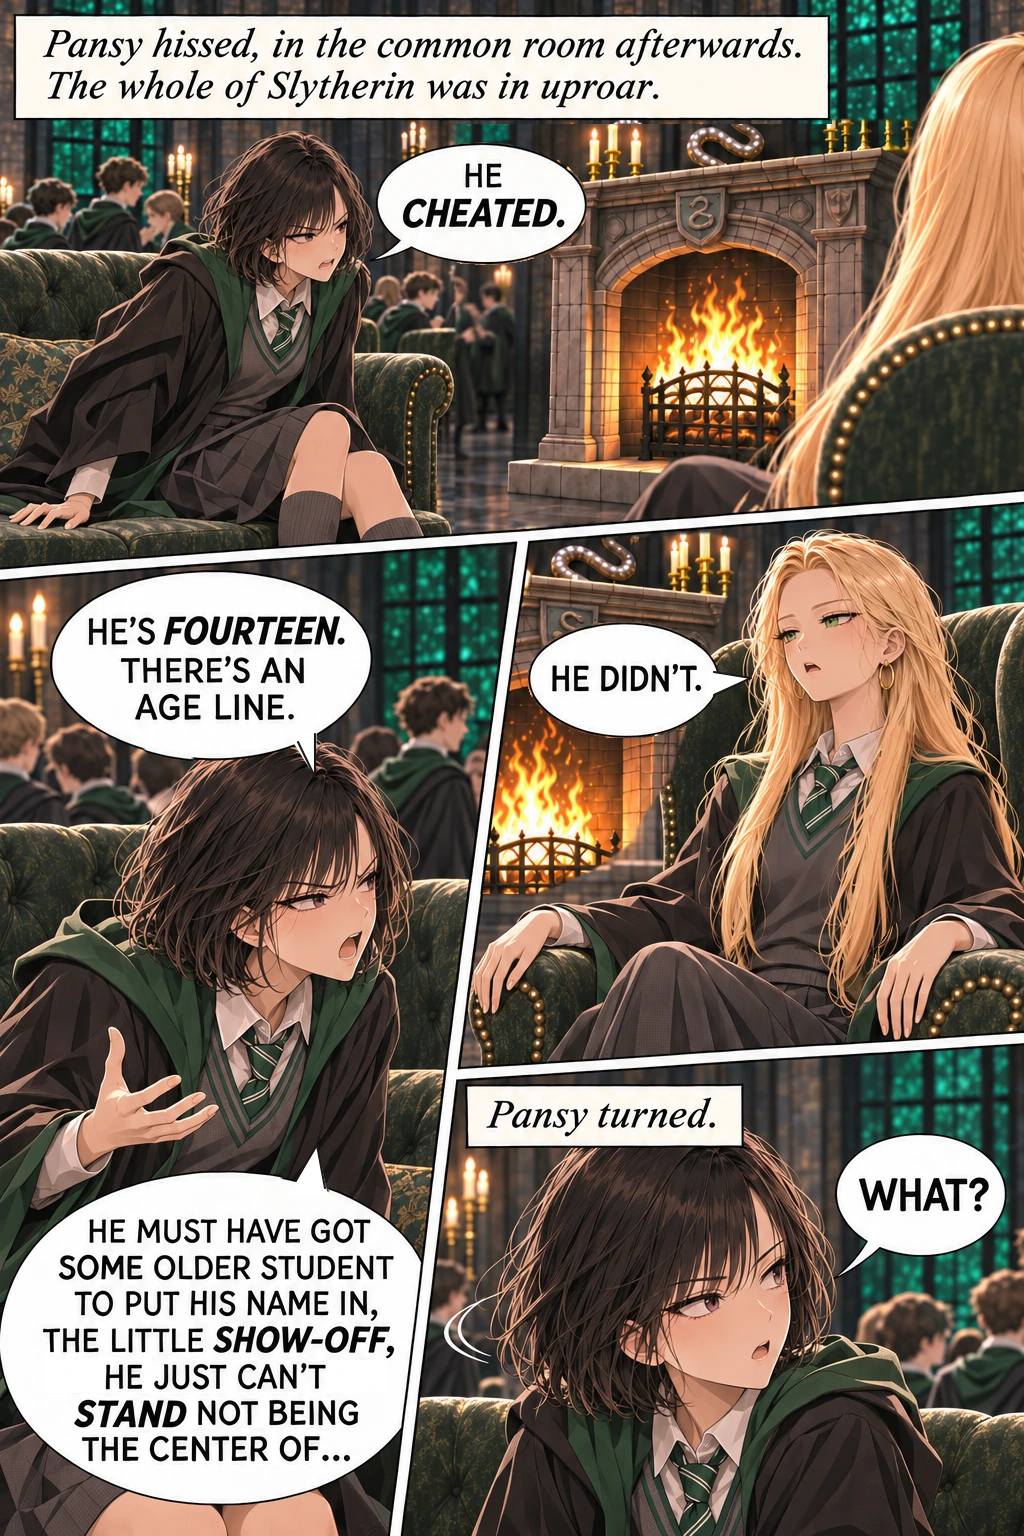 Pansy hissed, in the common room afterwards.
The whole of Slytherin was in uproar.
HE
CHEATED.
HE'S FOURTEEN.
THERE'S AN
AGE LINE.
HE DIDN'T.
HE MUST HAVE GOT
SOME OLDER STUDENT
TO PUT HIS NAME IN,
THE LITTLE SHOW-OFF,
HE JUST CAN'T
STAND NOT BEING
THE CENTER OF...
Pansy turned.
WHAT?